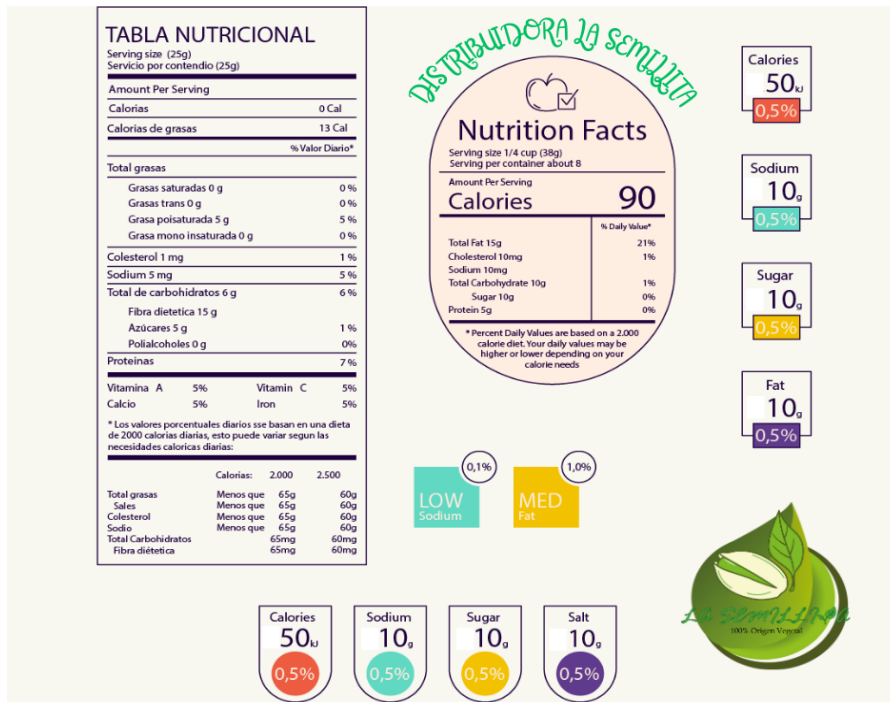 TABLA NUTRICIONAL
Serving size (25g)
Servicio por contendio (25g)
Amount Per Serving
Calorias 0 Cal
Calorias de grasas 13 Cal
% Valor Diario*
Total grasas
Grasas saturadas 0 g 0 %
Grasas trans 0 g 0 %
Grasa poisaturada 5 g 5 %
Grasa mono insaturada 0 g 0 %
Colesterol 1 mg 1 %
Sodium 5 mg 5 %
Total de carbohidratos 6 g 6 %
Fibra dietetica 15 g
Azúcares 5 g 1 %
Polialcoholes 0 g 0%
Proteinas 7 %
Vitamina A 5% Vitamin C 5%
Calcio 5% Iron 5%
* Los valores porcentuales diarios sse basan en una dieta
de 2000 calorias diarias, esto puede variar segun las
necesidades caloricas diarias:
Calorias: 2.000 2.500
Total grasas Menos que 65g 60g
Sales Menos que 65g 60g
Colesterol Menos que 65g 60g
Sodio Menos que 65g 60g
Total Carbohidratos 65mg 60mg
Fibra diétetica 65mg 60mg
DISTRIBUIDORA LA SEMILLITA
Nutrition Facts
Serving size 1/4 cup (38g)
Serving per container about 8
Amount Per Serving
Calories 90
% Daily Value*
Total Fat 15g 21%
Cholesterol 10mg 1%
Sodium 10mg
Total Carbohydrate 10g 1%
Sugar 10g 0%
Protein 5g 0%
* Percent Daily Values are based on a 2.000
calorie diet. Your daily values may be
higher or lower depending on your
calorie needs
Calories
50kJ
0,5%
Sodium
10g
0,5%
Sugar
10g
0,5%
Fat
10g
0,5%
0,1%
LOW
Sodium
1,0%
MED
Fat
LA SEMILLITA
100% Origen Vegetal
Calories
50kJ
0,5%
Sodium
10g
0,5%
Sugar
10g
0,5%
Salt
10g
0,5%